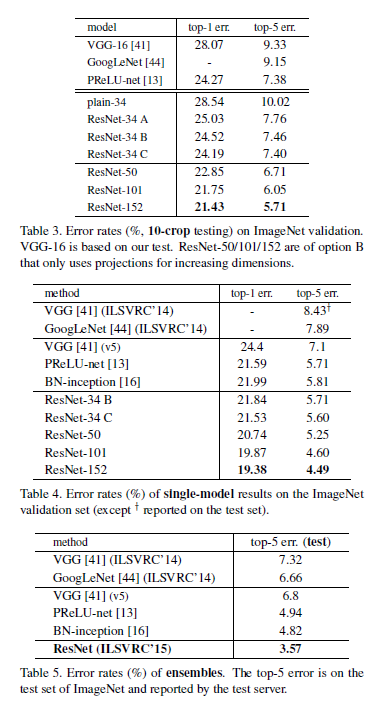 model top-1 err. top-5 err.
VGG-16 [41] 28.07 9.33
GoogLeNet [44] - 9.15
PReLU-net [13] 24.27 7.38
plain-34 28.54 10.02
ResNet-34 A 25.03 7.76
ResNet-34 B 24.52 7.46
ResNet-34 C 24.19 7.40
ResNet-50 22.85 6.71
ResNet-101 21.75 6.05
ResNet-152 21.43 5.71
Table 3. Error rates (%, 10-crop testing) on ImageNet validation.
VGG-16 is based on our test. ResNet-50/101/152 are of option B
that only uses projections for increasing dimensions.
method top-1 err. top-5 err.
VGG [41] (ILSVRC'14) - 8.43†
GoogLeNet [44] (ILSVRC'14) - 7.89
VGG [41] (v5) 24.4 7.1
PReLU-net [13] 21.59 5.71
BN-inception [16] 21.99 5.81
ResNet-34 B 21.84 5.71
ResNet-34 C 21.53 5.60
ResNet-50 20.74 5.25
ResNet-101 19.87 4.60
ResNet-152 19.38 4.49
Table 4. Error rates (%) of single-model results on the ImageNet
validation set (except † reported on the test set).
method top-5 err. (test)
VGG [41] (ILSVRC'14) 7.32
GoogLeNet [44] (ILSVRC'14) 6.66
VGG [41] (v5) 6.8
PReLU-net [13] 4.94
BN-inception [16] 4.82
ResNet (ILSVRC'15) 3.57
Table 5. Error rates (%) of ensembles. The top-5 error is on the
test set of ImageNet and reported by the test server.